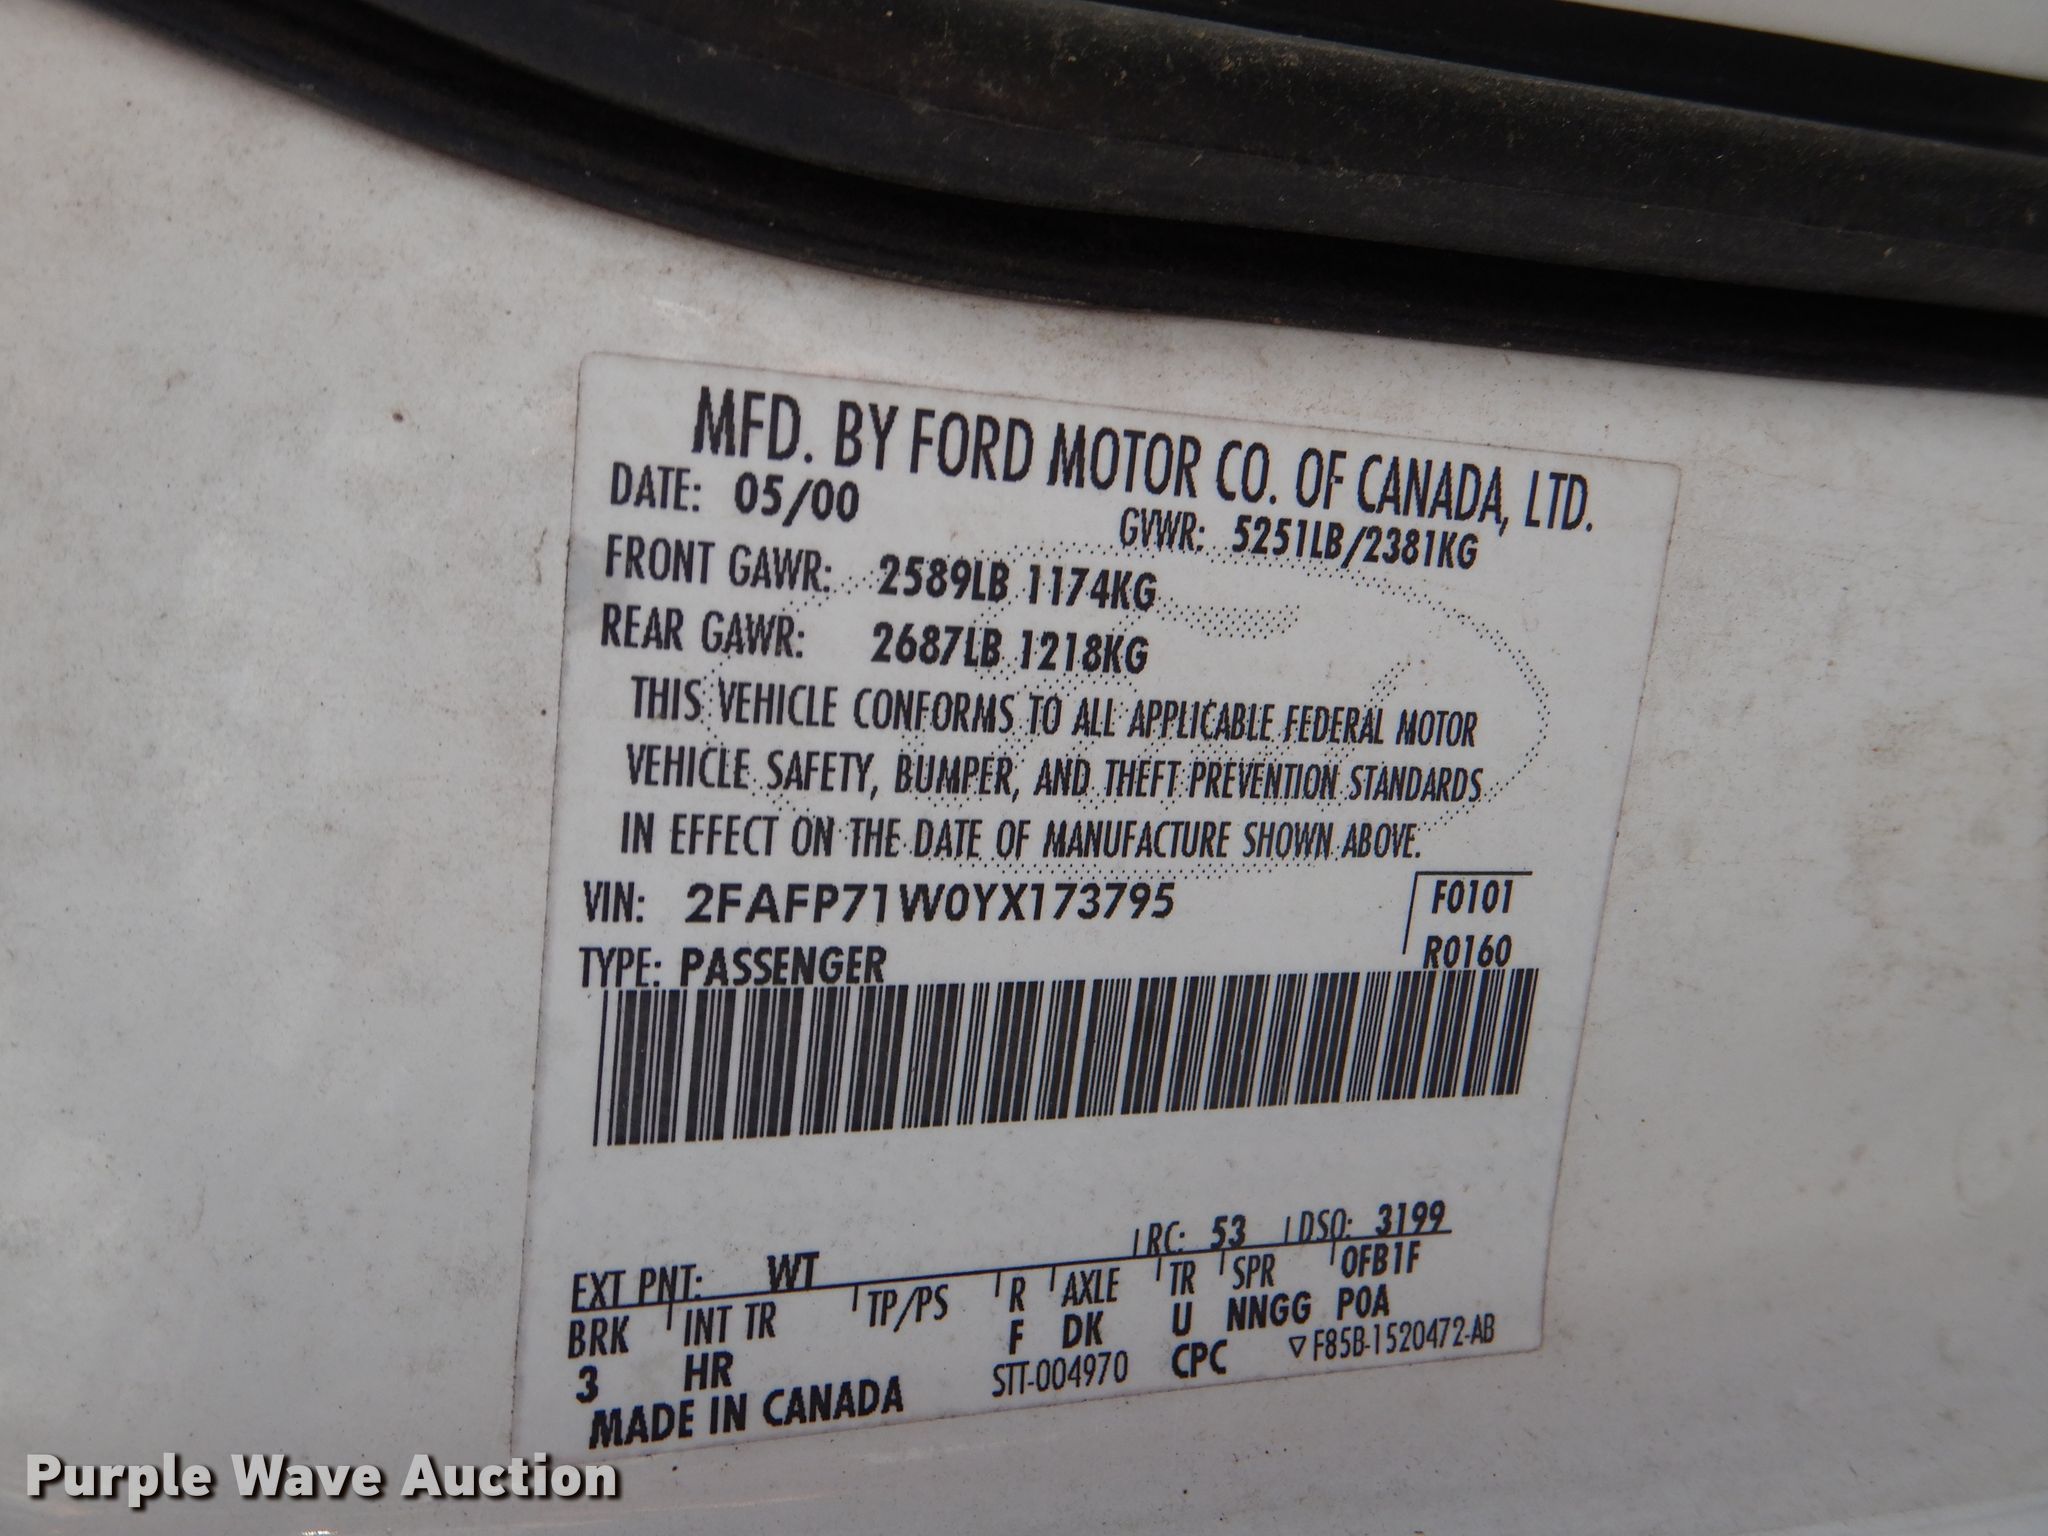 MFD. BY FORD MOTOR CO. OF CANADA, LTD.
DATE: 05/00
GVWR: 5251LB/2381KG
FRONT GAWR: 2589LB 1174KG
REAR GAWR: 2687LB 1218KG
THIS VEHICLE CONFORMS TO ALL APPLICABLE FEDERAL MOTOR
VEHICLE SAFETY, BUMPER, AND THEFT PREVENTION STANDARDS
IN EFFECT ON THE DATE OF MANUFACTURE SHOWN ABOVE.
VIN: 2FAFP71W0YX173795
F0101
TYPE: PASSENGER
R0160
EXT PNT: WT RC: 53 DSO: 3199
BRK INT TR TP/PS R AXLE TR SPR 0FB1F
3 HR F DK U NNGG P0A
MADE IN CANADA STT-004970 CPC ▽F85B-1520472-AB
Purple Wave Auction